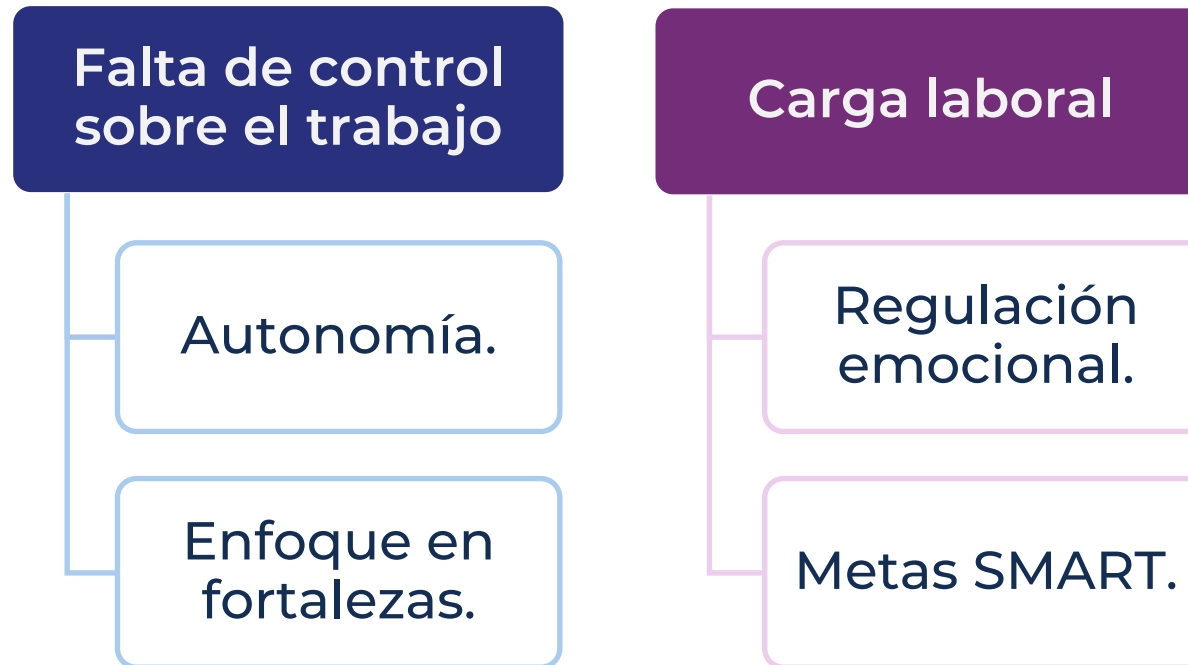 Falta de control
sobre el trabajo
Autonomía.
Enfoque en
fortalezas.
Carga laboral
Regulación
emocional.
Metas SMART.